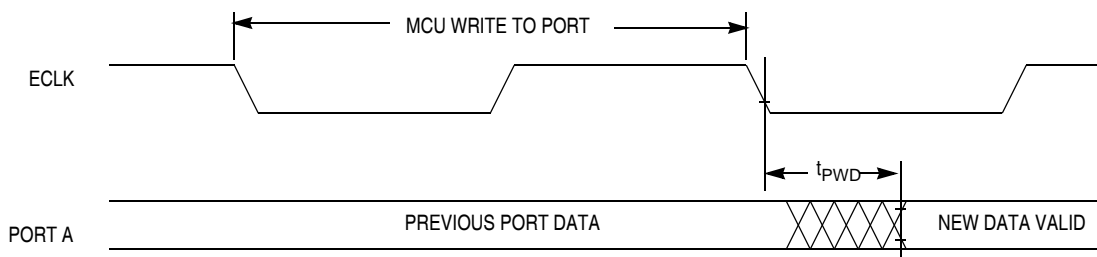 MCU WRITE TO PORT
ECLK
tPWD
PREVIOUS PORT DATA
NEW DATA VALID
PORT A